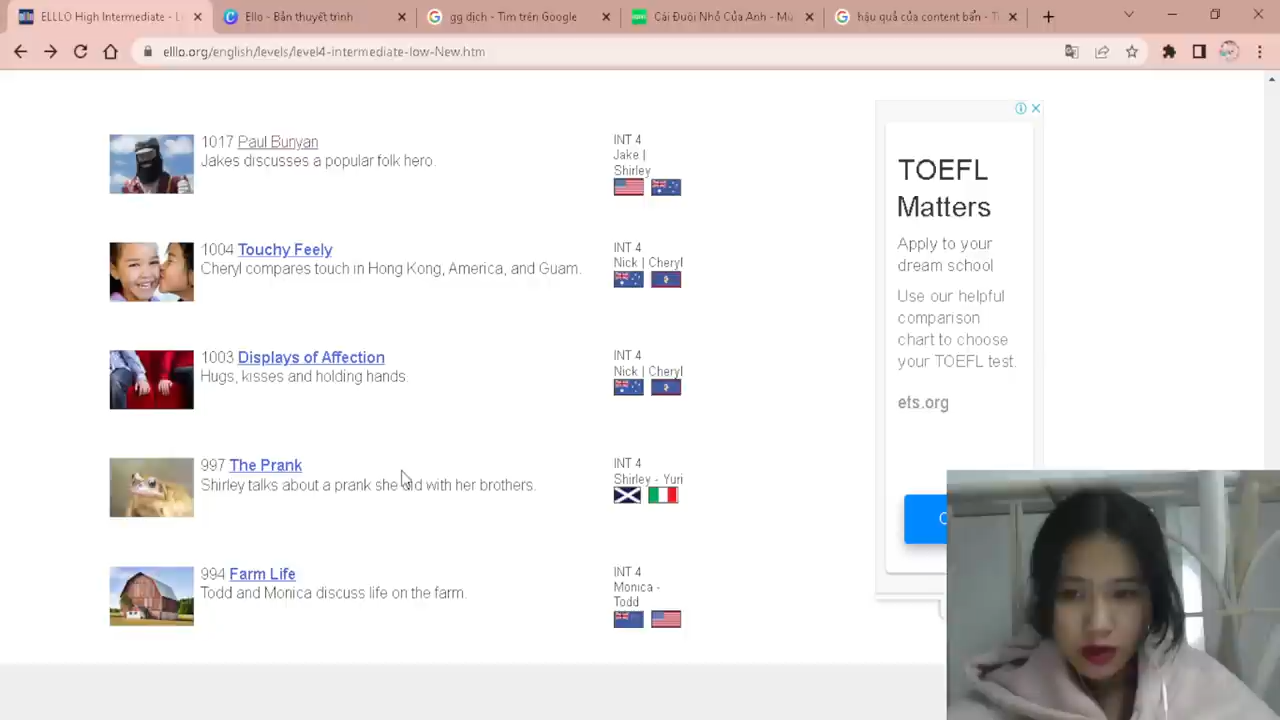 ELLLO High Intermediate - L
Ello - Bản thuyết trình
gg dịch - Tìm trên Google
Cái Đuôi Nhỏ Của Anh - Mù
hậu quả của content bẩn - Tì
elllo.org/english/levels/level4-intermediate-low-New.htm
1017 Paul Bunyan
Jakes discusses a popular folk hero.
INT 4
Jake |
Shirley
1004 Touchy Feely
Cheryl compares touch in Hong Kong, America, and Guam.
INT 4
Nick | Cheryl
1003 Displays of Affection
Hugs, kisses and holding hands.
INT 4
Nick | Cheryl
997 The Prank
Shirley talks about a prank she did with her brothers.
INT 4
Shirley - Yuri
994 Farm Life
Todd and Monica discuss life on the farm.
INT 4
Monica -
Todd
TOEFL
Matters
Apply to your
dream school
Use our helpful
comparison
chart to choose
your TOEFL test.
ets.org